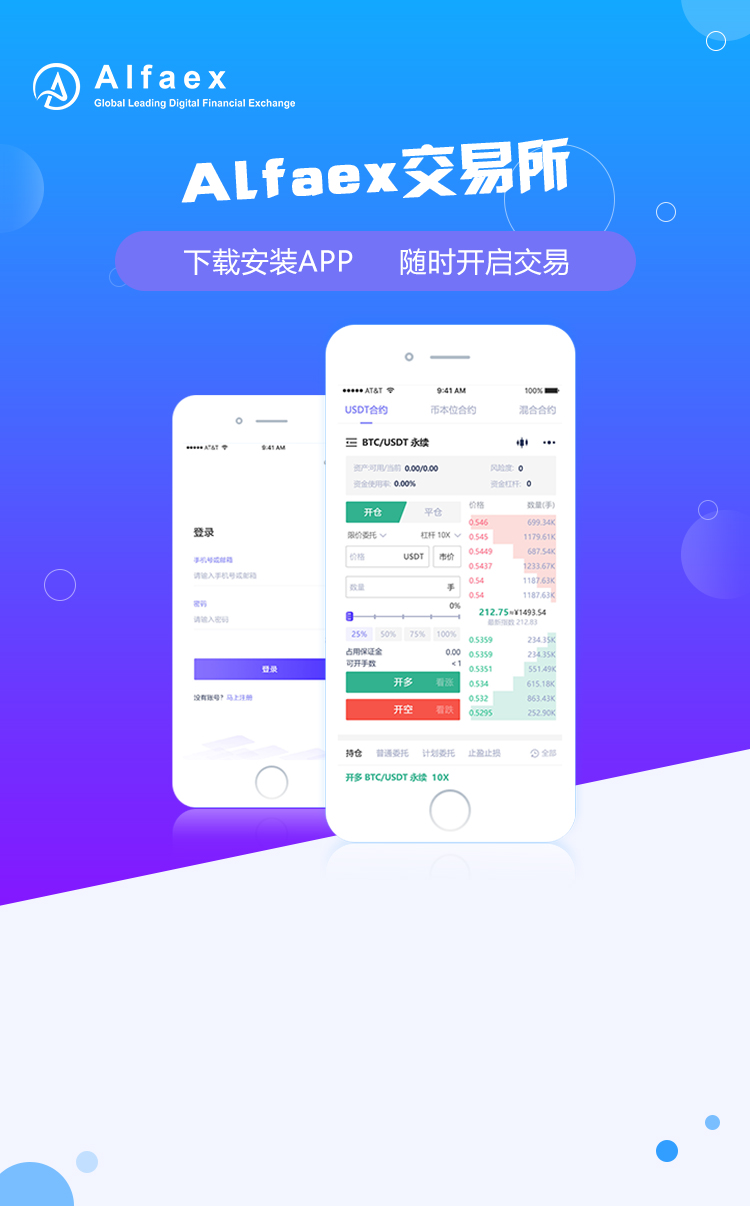 Alfaex
Global Leading Digital Financial Exchange
ALfaex交易所
下载安装APP 随时开启交易
AT&T 9:41 AM
登录
手机号或邮箱
请输入手机号或邮箱
密码
请输入密码
登录
没有账号？马上注册
AT&T 9:41 AM 100%
USDT合约 币本位合约 混合合约
BTC/USDT 永续
资产:可用/当前 0.00/0.00 风险度: 0
资金使用率: 0.00% 资金杠杆: 0
开仓 平仓
限价委托 杠杆 10X
价格 USDT 市价
数量 手
0%
25% 50% 75% 100%
占用保证金 0.00
可开手数 < 1
开多 看涨
开空 看跌
价格 数量(手)
0.546 699.34K
0.545 1179.61K
0.5449 687.54K
0.5437 1233.67K
0.54 1187.63K
0.54 1187.63K
212.75≈¥1493.54
最新指数 212.83
0.5359 234.35K
0.5359 234.35K
0.5351 551.49K
0.534 615.18K
0.532 863.43K
0.5295 252.90K
持仓 普通委托 计划委托 止盈止损 全部
开多 BTC/USDT 永续 10X